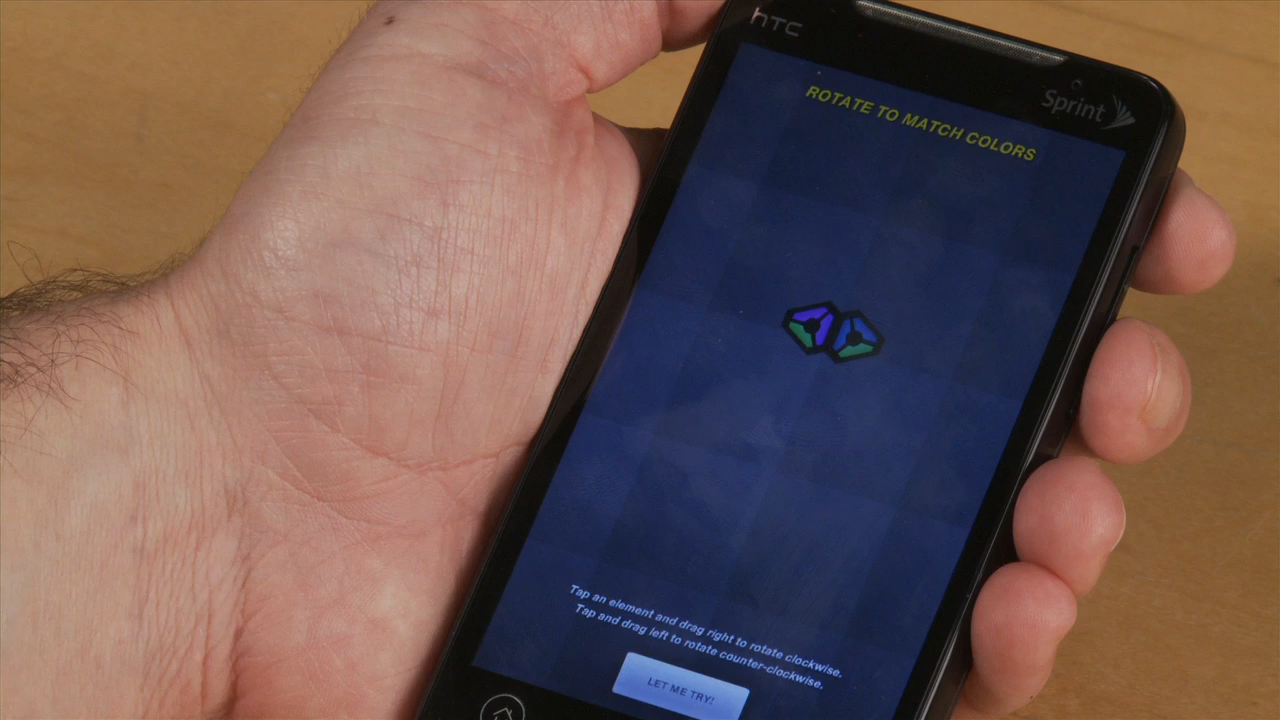 hTC
Sprint
ROTATE TO MATCH COLORS
Tap an element and drag right to rotate clockwise.
Tap and drag left to rotate counter-clockwise.
LET ME TRY!